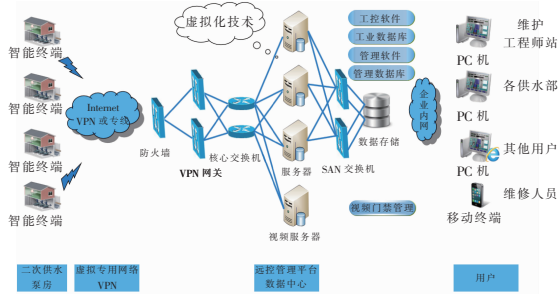 智能终端
智能终端
智能终端
智能终端
Internet
VPN 或专线
防火墙
VPN 网关
核心交换机
虚拟化技术
服务器
视频服务器
SAN 交换机
工控软件
工业数据库
管理软件
管理数据库
数据存储
视频门禁管理
企业内网
PC 机
维护
工程师站
PC 机
各供水部
PC 机
其他用户
移动终端
维修人员
二次供水
泵房
虚拟专用网络
VPN
远控管理平台
数据中心
用户